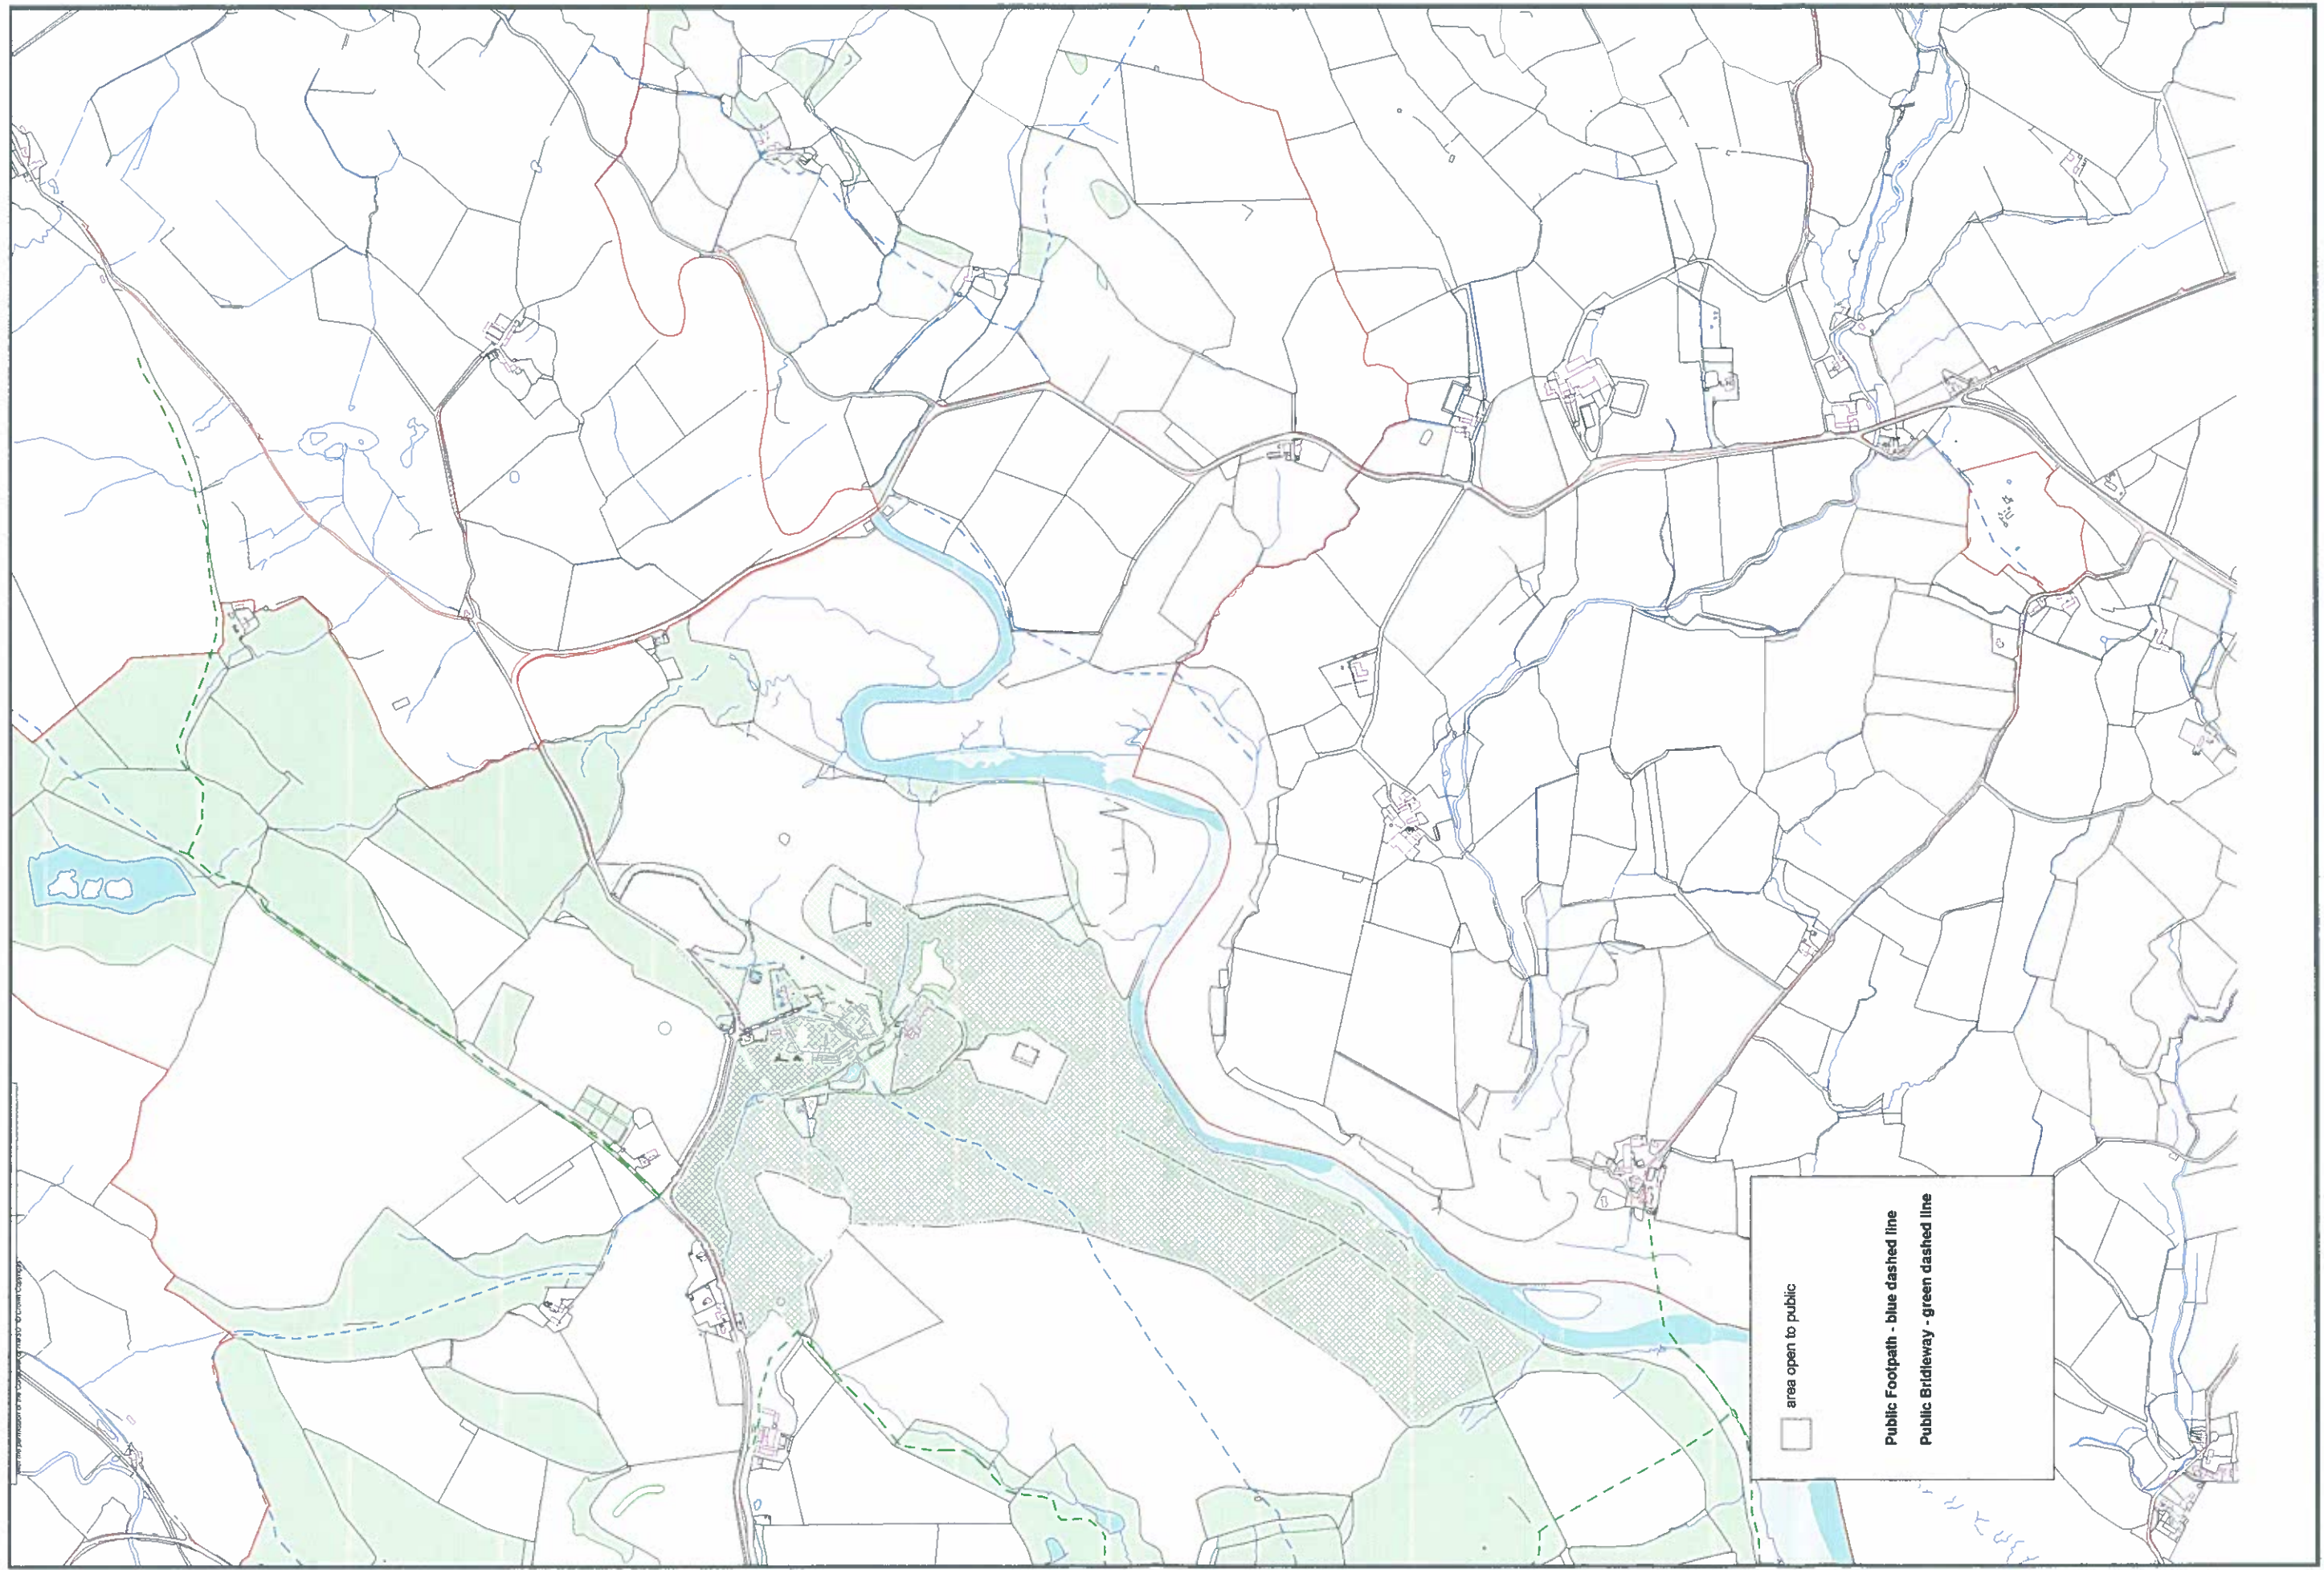 area open to public
Public Footpath - blue dashed line
Public Bridleway - green dashed line